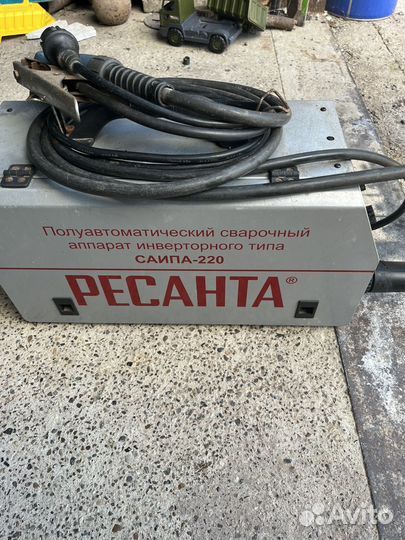 Полуавтоматический сварочный
аппарат инверторного типа
САИПА-220
РЕСАНТА®
Avito